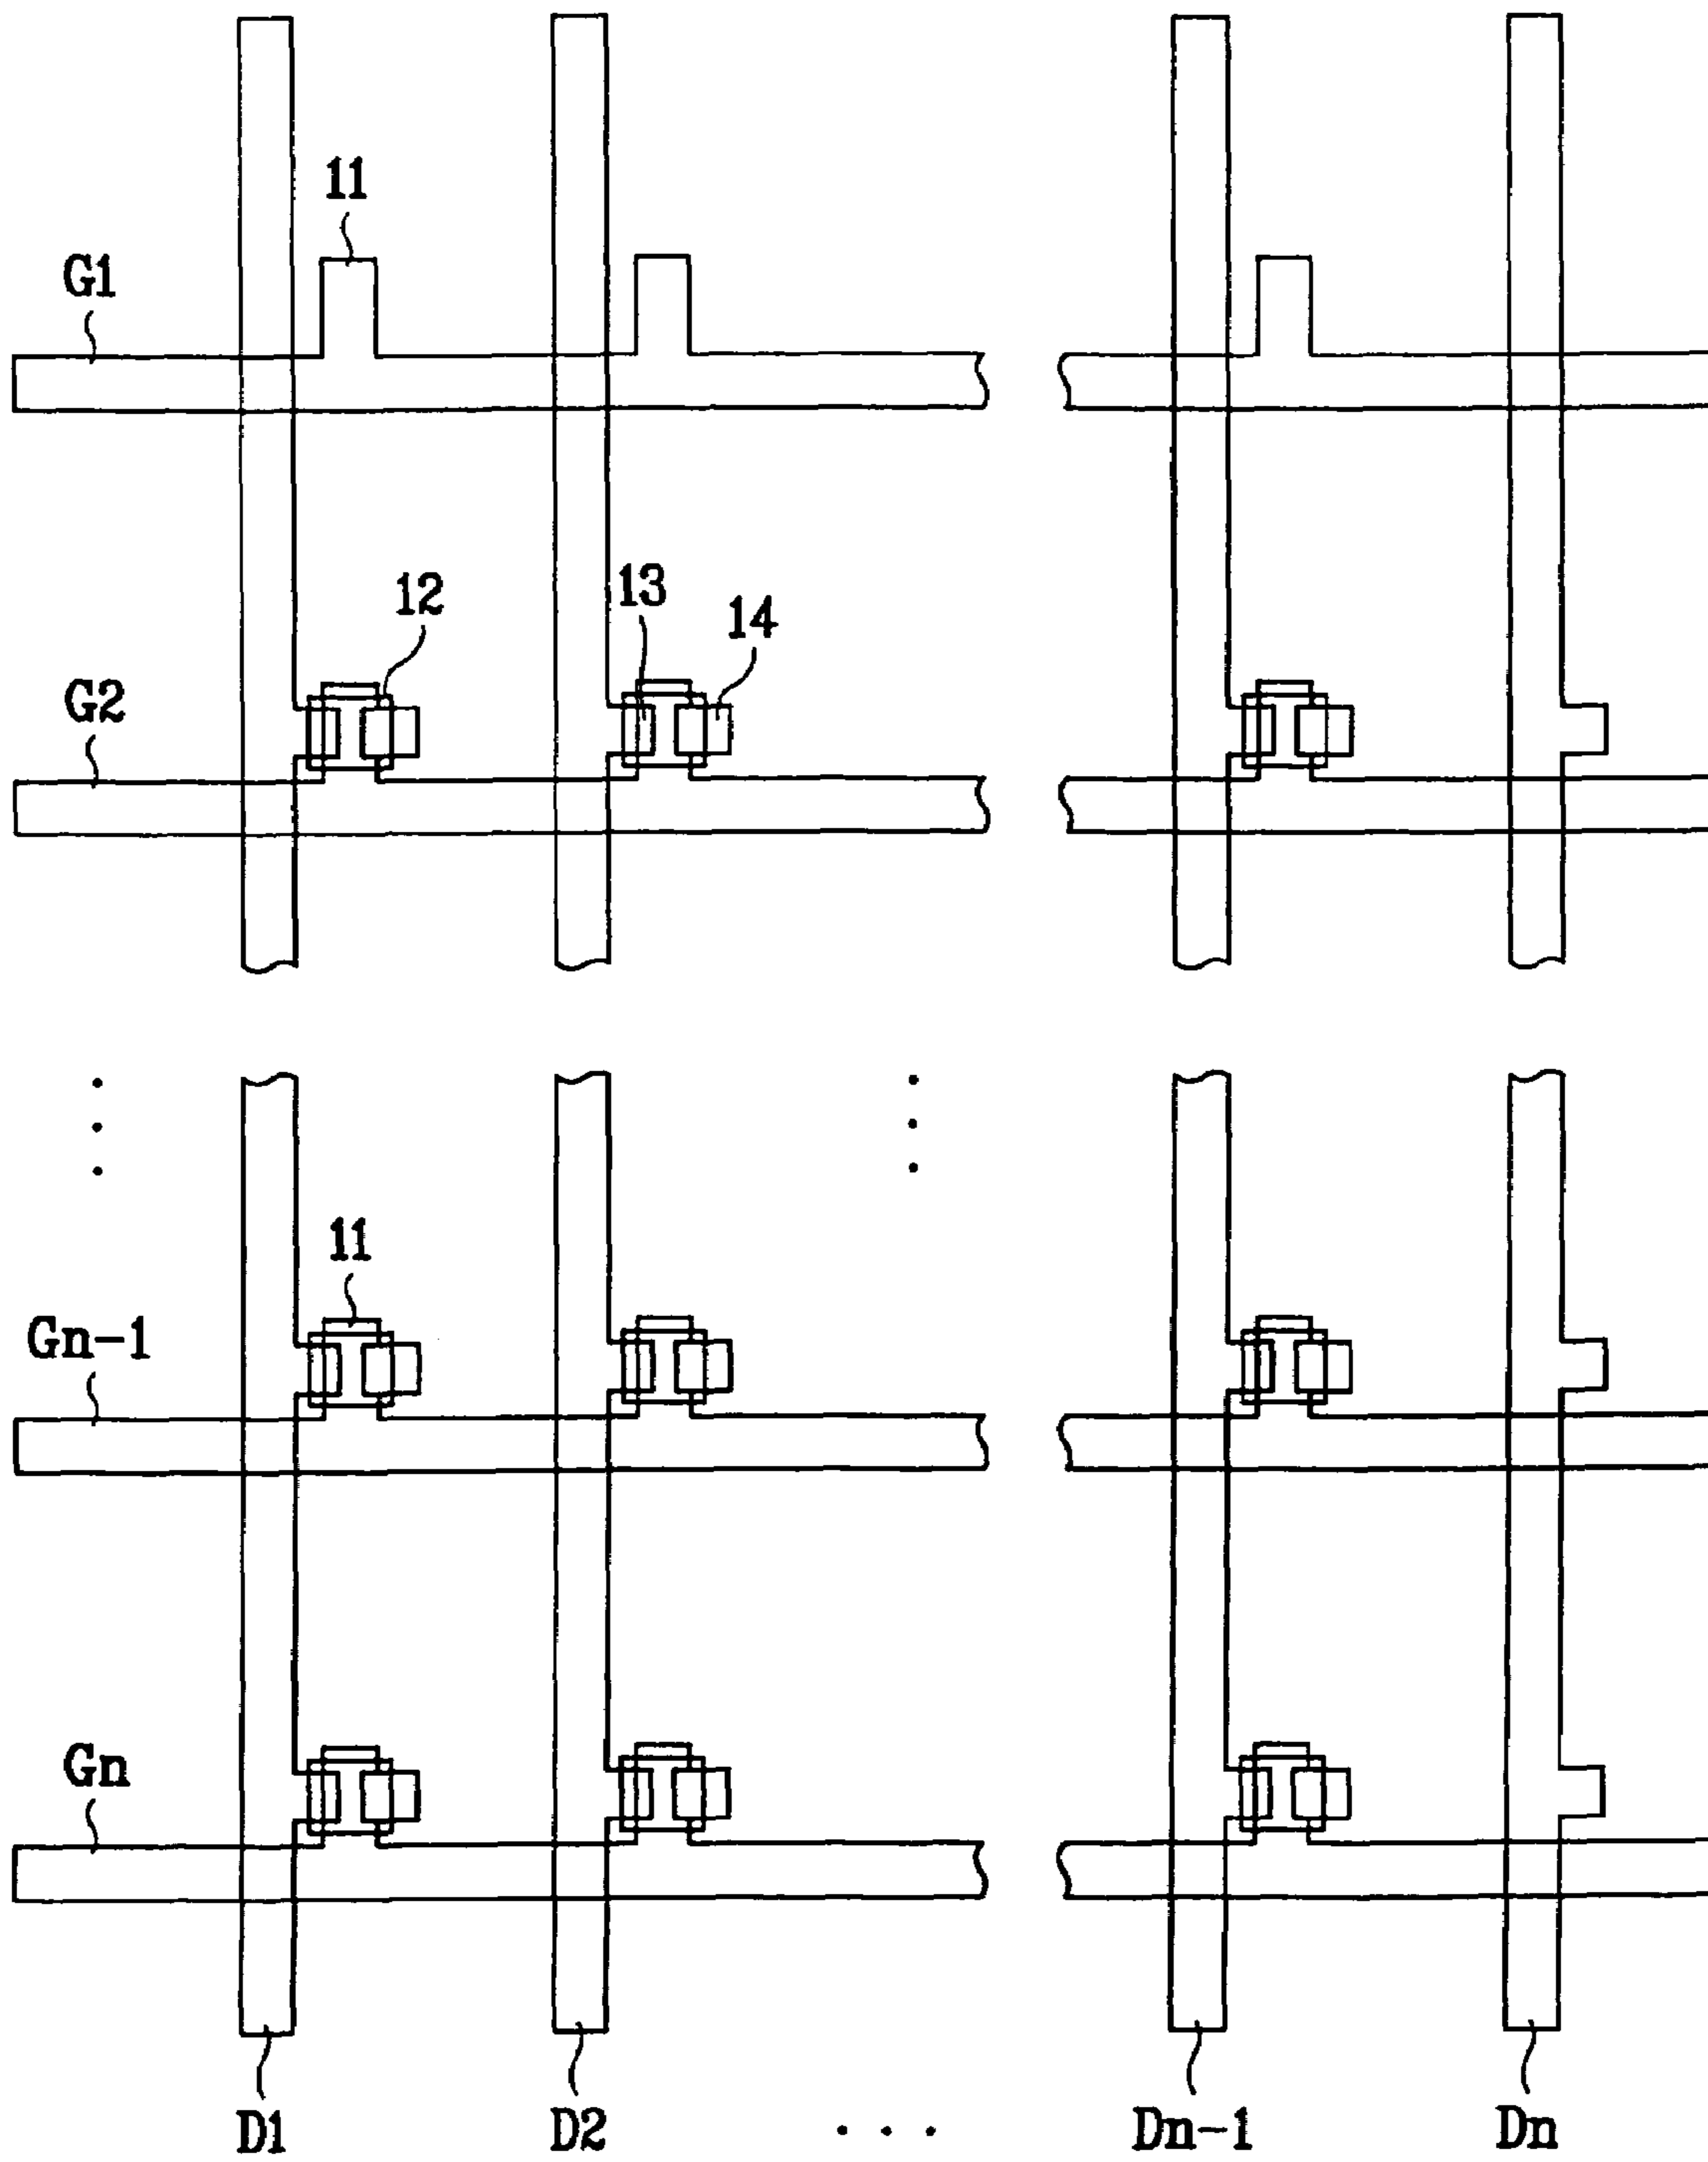 11
G1
12
13
14
G2
11
Gn-1
Gn
D1 D2 . . . Dn-1 Dn